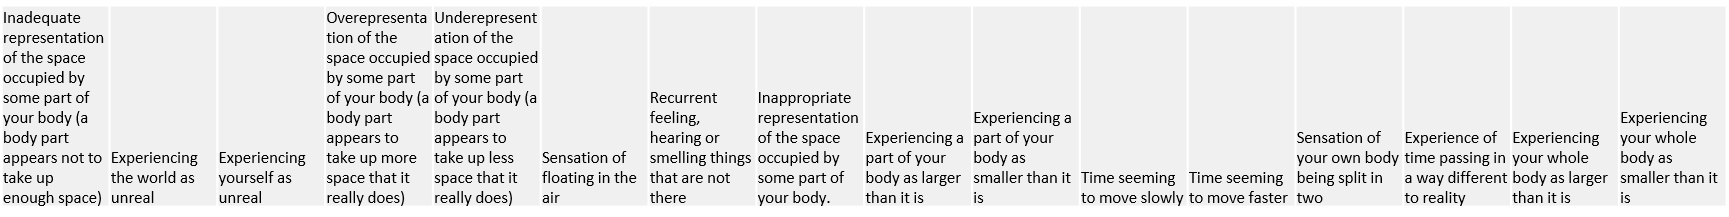 Inadequate
representation
of the space
occupied by
some part of
your body (a
body part
appears not to
take up
enough space)
Experiencing
the world as
unreal
Experiencing
yourself as
unreal
Overepresenta
tion of the
space occupied
by some part
of your body (a
body part
appears to
take up more
space that it
really does)
Underepresent
ation of the
space occupied
by some part
of your body (a
body part
appears to
take up less
space that it
really does)
Sensation of
floating in the
air
Recurrent
feeling,
hearing or
smelling things
that are not
there
Inappropriate
representation
of the space
occupied by
some part of
your body.
Experiencing a
part of your
body as larger
than it is
Experiencing a
part of your
body as
smaller than it
is
Time seeming
to move slowly
Time seeming
to move faster
Sensation of
your own body
being split in
two
Experience of
time passing in
a way different
to reality
Experiencing
your whole
body as larger
than it is
Experiencing
your whole
body as
smaller than it
is